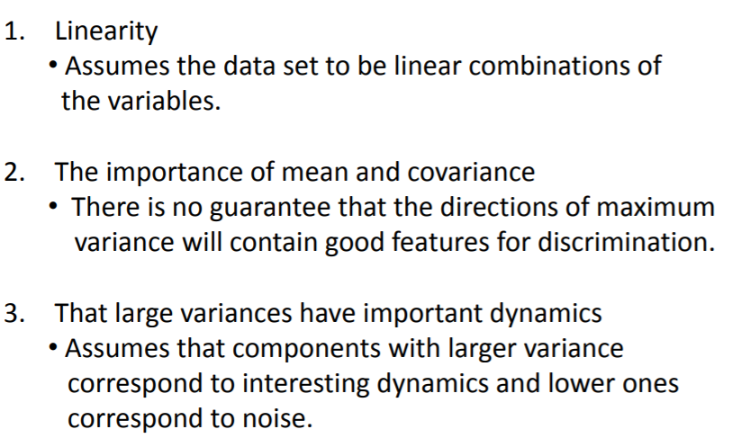 1. Linearity
• Assumes the data set to be linear combinations of
the variables.
2. The importance of mean and covariance
• There is no guarantee that the directions of maximum
variance will contain good features for discrimination.
3. That large variances have important dynamics
• Assumes that components with larger variance
correspond to interesting dynamics and lower ones
correspond to noise.